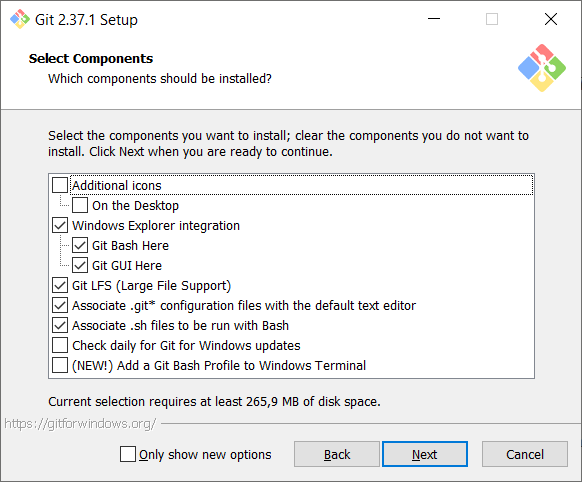 Git 2.37.1 Setup
Select Components
Which components should be installed?
Select the components you want to install; clear the components you do not want to
install. Click Next when you are ready to continue.
Additional icons
On the Desktop
Windows Explorer integration
Git Bash Here
Git GUI Here
Git LFS (Large File Support)
Associate .git* configuration files with the default text editor
Associate .sh files to be run with Bash
Check daily for Git for Windows updates
(NEW!) Add a Git Bash Profile to Windows Terminal
Current selection requires at least 265,9 MB of disk space.
https://gitforwindows.org/
Only show new options
Back
Next
Cancel